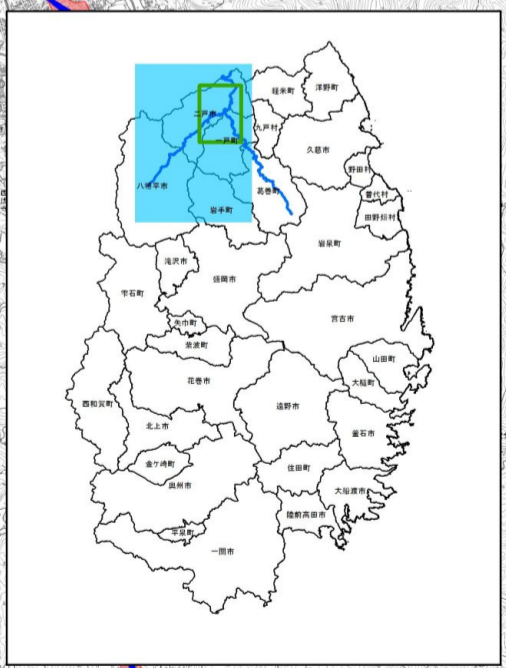 軽米町
洋野町
二戸市
九戸村
一戸町
久慈市
野田村
八幡平市
葛巻町
普代村
岩手町
田野畑村
岩泉町
滝沢市
盛岡市
雫石町
宮古市
矢巾町
紫波町
山田町
花巻市
大槌町
西和賀町
遠野市
北上市
釜石市
金ケ崎町
住田町
奥州市
大船渡市
陸前高田市
平泉町
一関市